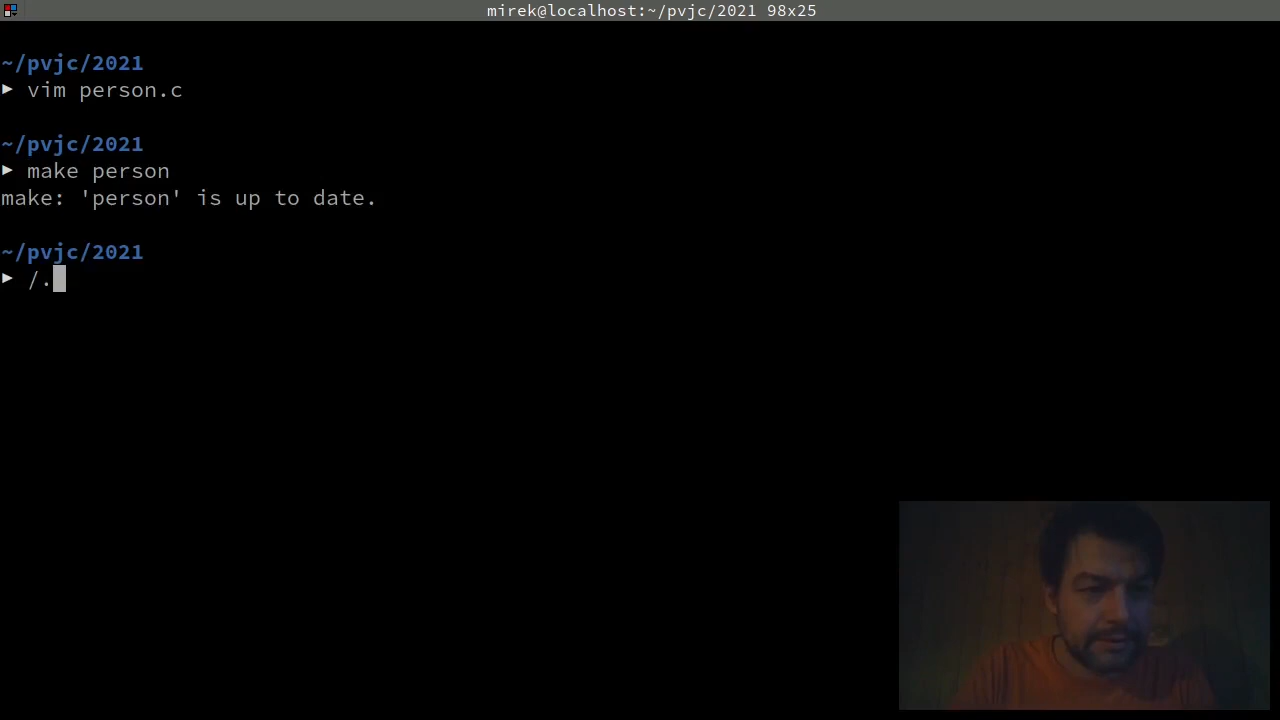 mirek@localhost:~/pvjc/2021 98x25
~/pvjc/2021
▶ vim person.c
~/pvjc/2021
▶ make person
make: 'person' is up to date.
~/pvjc/2021
▶ /.